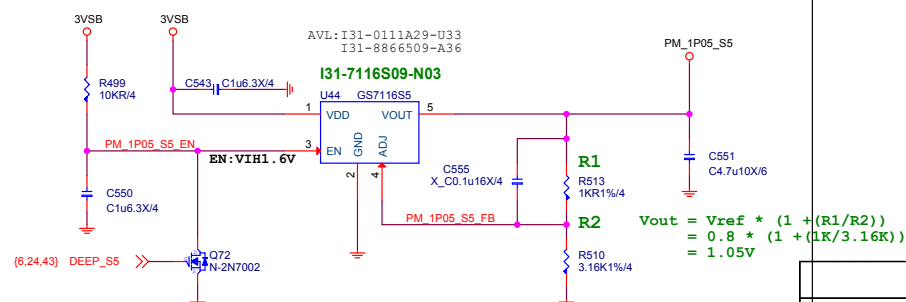 3VSB
3VSB
AVL:I31-0111A29-U33
I31-8866509-A36
PM_1P05_S5
I31-7116S09-N03
R499
10KR/4
C543
C1u6.3X/4
U44
GS7116S5
1
VDD
VOUT
5
PM_1P05_S5_EN
3
EN
EN:VIH1.6V
GND
ADJ
2
4
C550
C1u6.3X/4
C555
X_C0.1u16X/4
R1
R513
1KR1%/4
C551
C4.7u10X/6
PM_1P05_S5_FB
R2
R510
3.16K1%/4
Vout = Vref * (1 +(R1/R2))
= 0.8 * (1 +(1K/3.16K))
= 1.05V
{6,24,43} DEEP_S5
Q72
N-2N7002